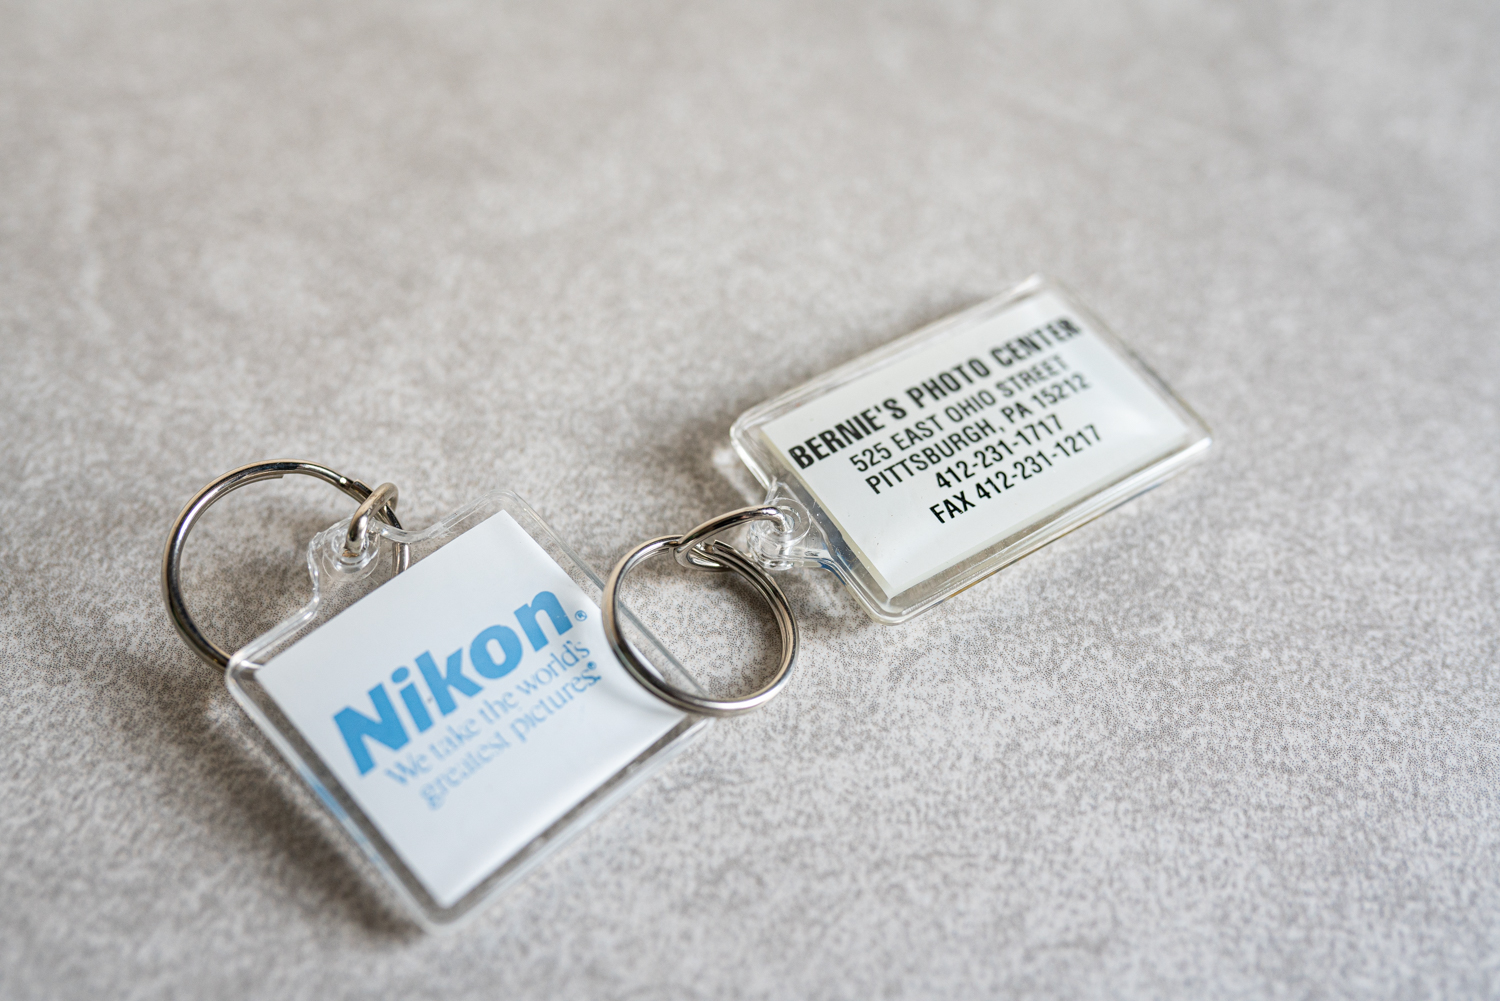 Nikon®
We take the world's
greatest pictures.®
BERNIE'S PHOTO CENTER
525 EAST OHIO STREET
PITTSBURGH, PA 15212
412-231-1717
FAX 412-231-1217